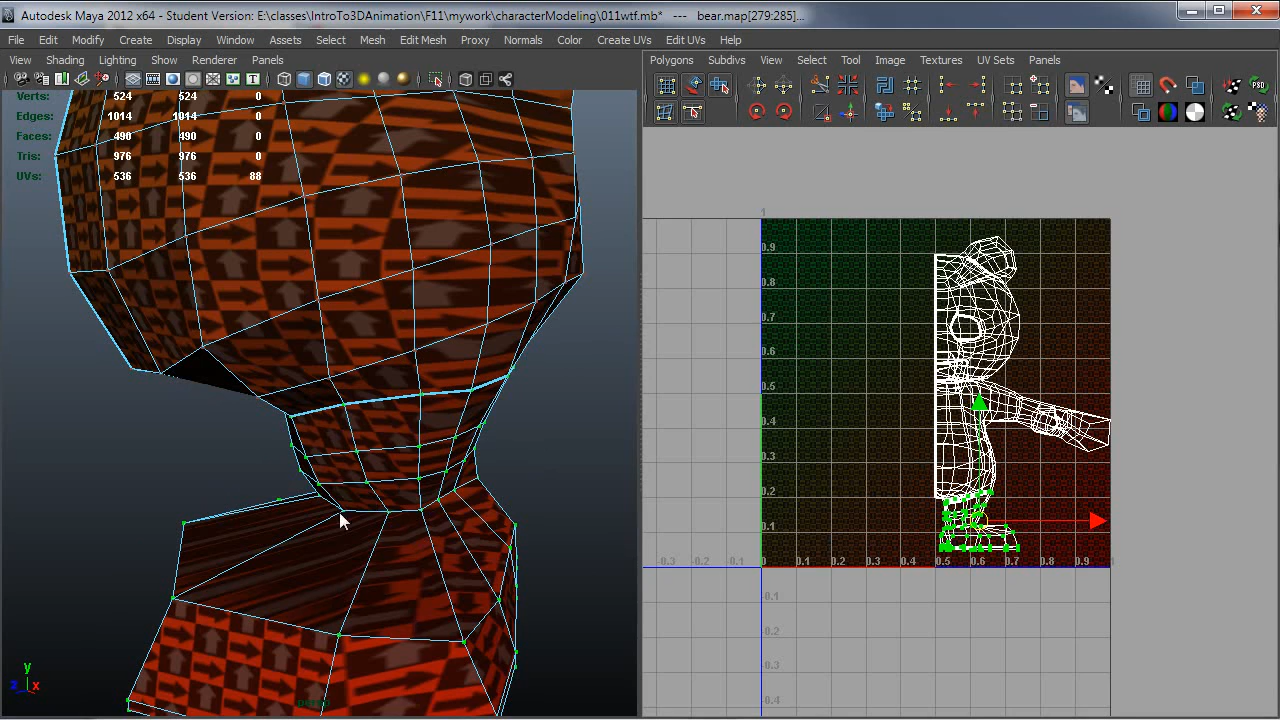 Autodesk Maya 2012 x64 - Student Version: E:\classes\IntroTo3DAnimation\F11\mywork\characterModeling\011wtf.mb* --- bear.map[279:285]...
File Edit Modify Create Display Window Assets Select Mesh Edit Mesh Proxy Normals Color Create UVs Edit UVs Help
View Shading Lighting Show Renderer Panels
Polygons Subdivs View Select Tool Image Textures UV Sets Panels
Verts: 524 524 0
Edges: 1014 1014 0
Faces: 490 490 0
Tris: 976 976 0
UVs: 536 536 88
1
0.9
0.8
0.7
0.6
0.5
0.4
0.3
0.2
0.1
-0.3 -0.2 -0.1 0 0.1 0.2 0.3 0.4 0.5 0.6 0.7 0.8 0.9 1
-0.1
-0.2
-0.3
-0.4
y
z x
persp